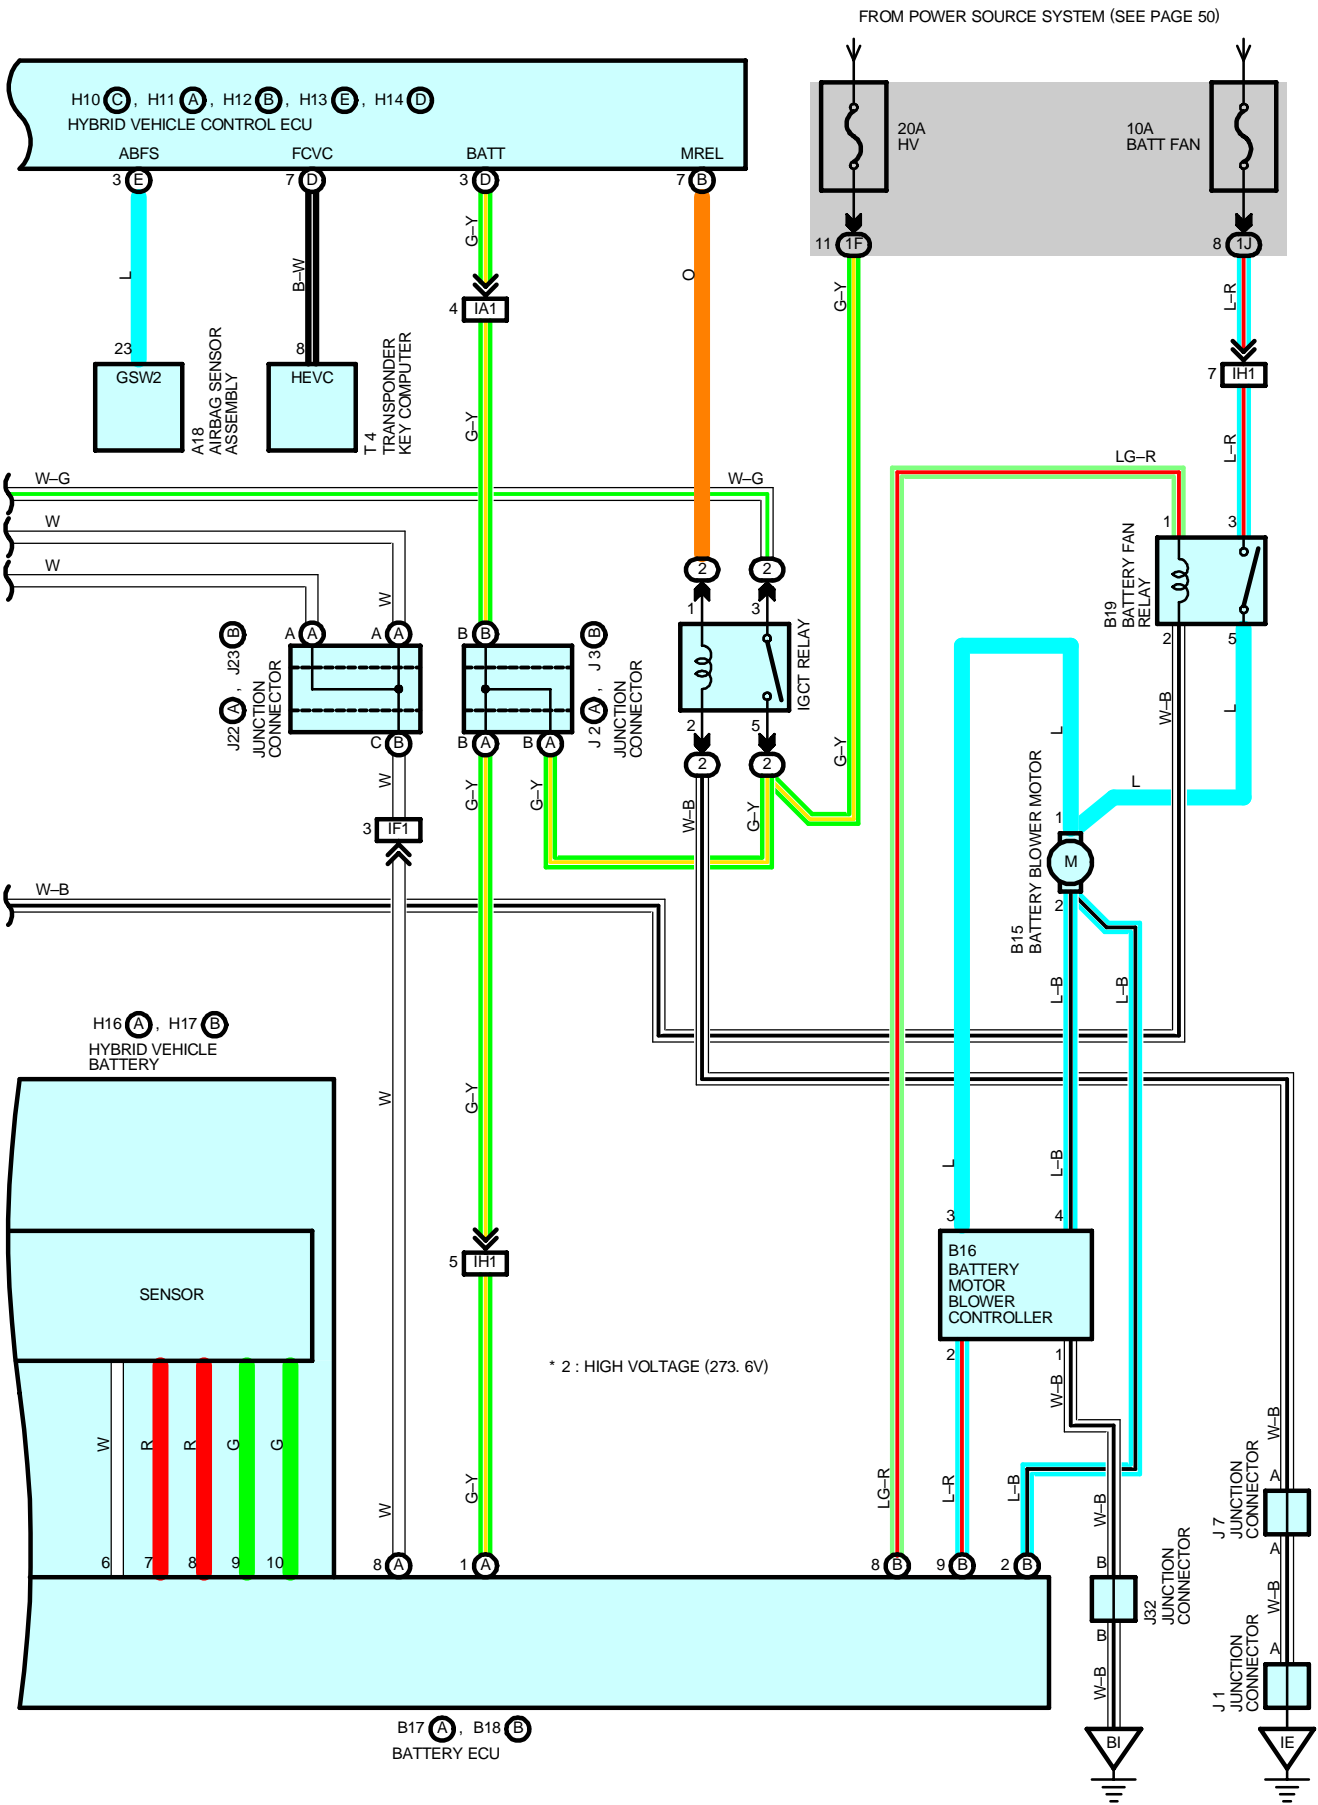 FROM POWER SOURCE SYSTEM (SEE PAGE 50)
H10 C , H11 A , H12 B , H13 E , H14 D
HYBRID VEHICLE CONTROL ECU
ABFS
FCVC
BATT
MREL
3 E
7 D
3 D
7 B
20A
HV
10A
BATT FAN
11 1F
8 1J
L
B–W
G–Y
O
G–Y
L–R
4 IA1
7 IH1
23
GSW2
A18
AIRBAG SENSOR
ASSEMBLY
8
HEVC
T 4
TRANSPONDER
KEY COMPUTER
G–Y
L–R
LG–R
W–G
W–G
W
W
W
1
3
B19
BATTERY FAN
RELAY
2
5
2
2
1
3
IGCT RELAY
2
5
2
2
A A
A A
J22 A , J23 B
JUNCTION
CONNECTOR
C B
B B
J 2 A , J 3 B
JUNCTION
CONNECTOR
B A
B A
W
G–Y
G–Y
W–B
G–Y
G–Y
W–B
L
L
L
3 IF1
1
M
2
B15
BATTERY BLOWER MOTOR
W–B
L–B
L–B
H16 A , H17 B
HYBRID VEHICLE
BATTERY
W
G–Y
L
L–B
3
4
B16
BATTERY
MOTOR
BLOWER
CONTROLLER
2
1
5 IH1
SENSOR
* 2 : HIGH VOLTAGE (273. 6V)
W
R
R
G
G
W
G–Y
LG–R
L–R
L–B
W–B
W–B
W–B
6
7
8
9
10
8 A
1 A
8 B
9 B
2 B
A
J 7
JUNCTION
CONNECTOR
A
W–B
B
J32
JUNCTION
CONNECTOR
B
W–B
A
J 1
JUNCTION
CONNECTOR
B17 A , B18 B
BATTERY ECU
BI
IE